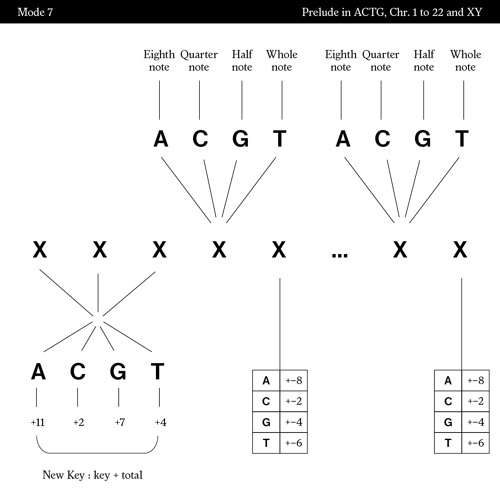 Mode 7
Prelude in ACTG, Chr. 1 to 22 and XY
Eighth note Quarter note Half note Whole note Eighth note Quarter note Half note Whole note
A C G T A C G T
X X X X X ... X X
A C G T
+11 +2 +7 +4
New Key : key + total
A +-8
C +-2
G +-4
T +-6
A +-8
C +-2
G +-4
T +-6